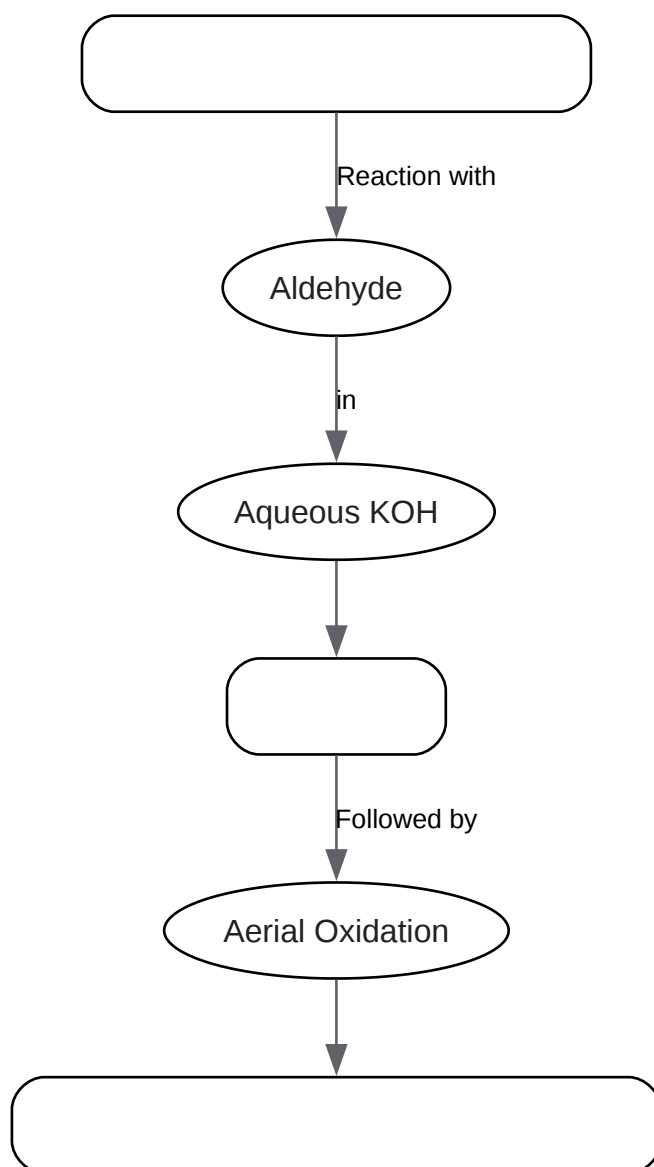 Reaction with
Aldehyde
in
Aqueous KOH
Followed by
Aerial Oxidation